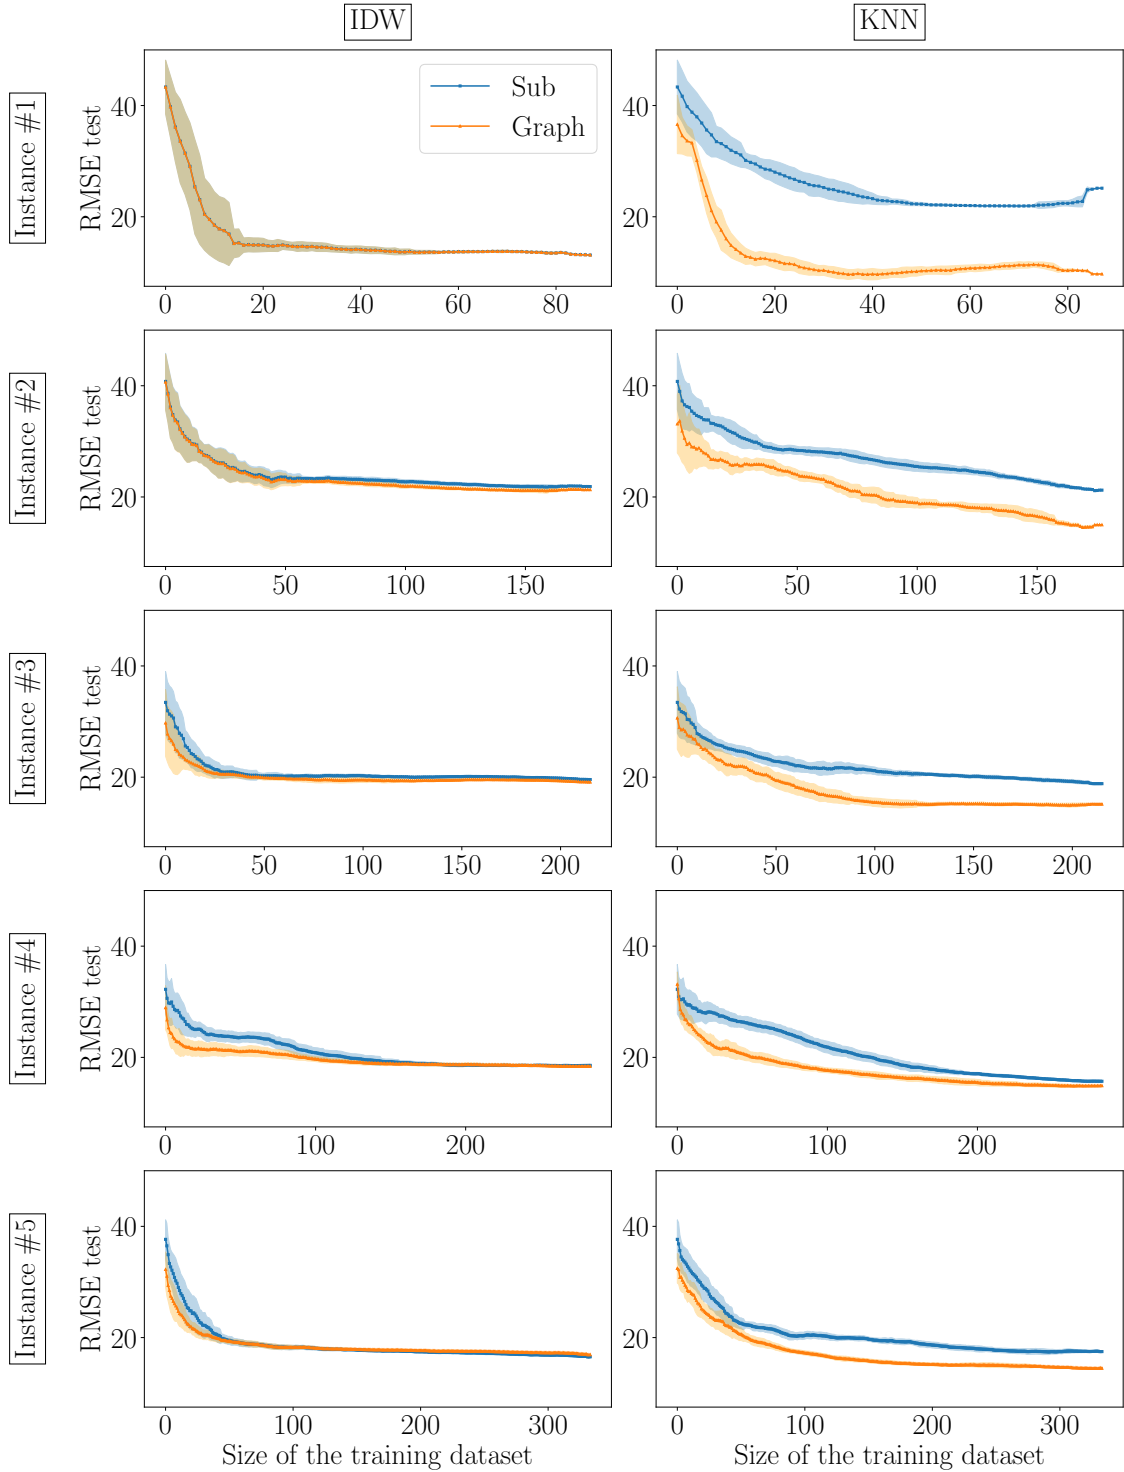 IDW
KNN
Instance #1
RMSE test
40
20
Sub
Graph
0 20 40 60 80
40
20
0 20 40 60 80
Instance #2
RMSE test
40
20
0 50 100 150
40
20
0 50 100 150
Instance #3
RMSE test
40
20
0 50 100 150 200
40
20
0 50 100 150 200
Instance #4
RMSE test
40
20
0 100 200
40
20
0 100 200
Instance #5
RMSE test
40
20
0 100 200 300
Size of the training dataset
40
20
0 100 200 300
Size of the training dataset